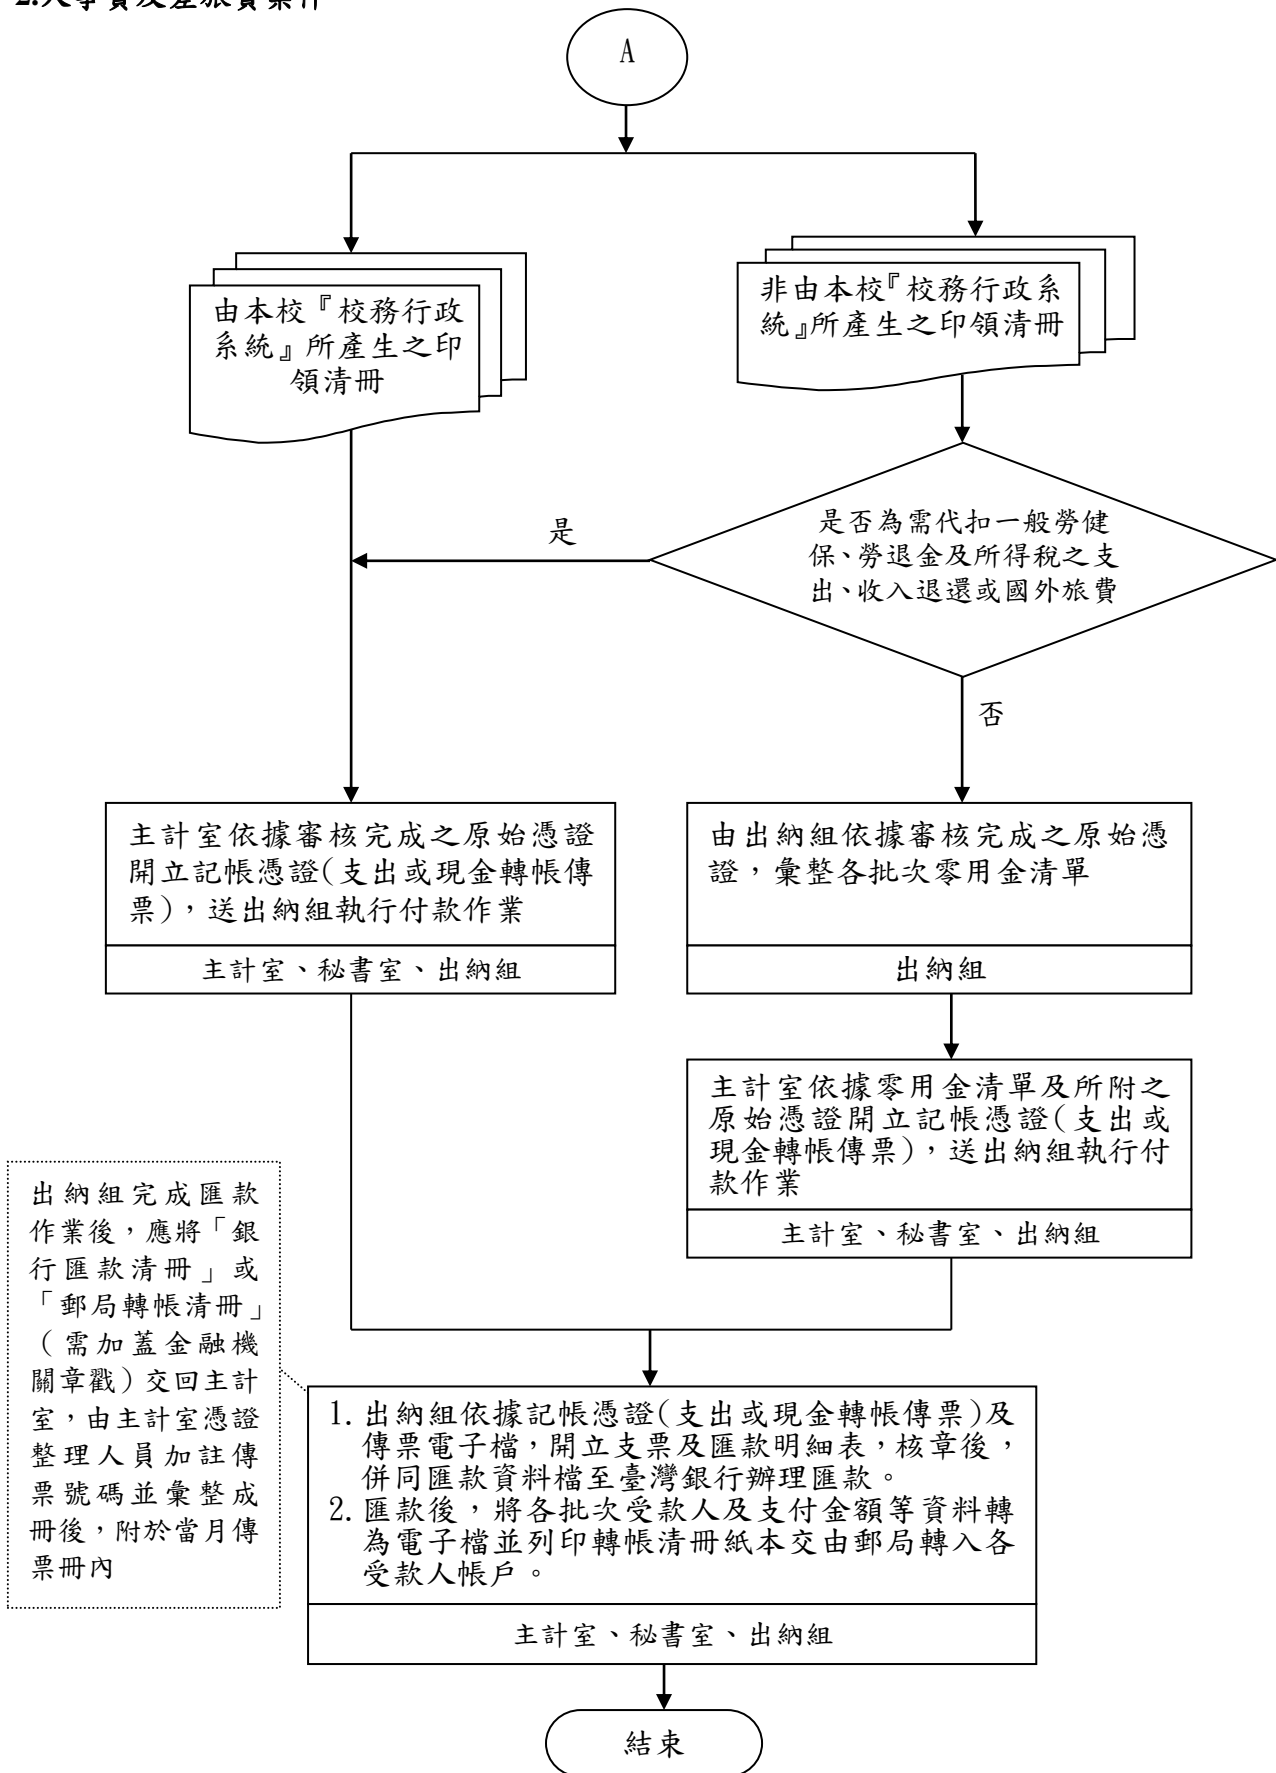 2.人事費及差旅費案件
A
由本校『校務行政
系統』所產生之印
領清冊
非由本校『校務行政系
統』所產生之印領清冊
是否為需代扣一般勞健
保、勞退金及所得稅之支
出、收入退還或國外旅費
是
否
主計室依據審核完成之原始憑證
開立記帳憑證(支出或現金轉帳傳
票),送出納組執行付款作業
主計室、秘書室、出納組
由出納組依據審核完成之原始憑
證,彙整各批次零用金清單
出納組
主計室依據零用金清單及所附之
原始憑證開立記帳憑證(支出或
現金轉帳傳票),送出納組執行付
款作業
主計室、秘書室、出納組
出納組完成匯款
作業後,應將「銀
行匯款清冊」或
「郵局轉帳清冊」
(需加蓋金融機
關章戳)交回主計
室,由主計室憑證
整理人員加註傳
票號碼並彙整成
冊後,附於當月傳
票冊內
1.出納組依據記帳憑證(支出或現金轉帳傳票)及
傳票電子檔,開立支票及匯款明細表,核章後,
併同匯款資料檔至臺灣銀行辦理匯款。
2.匯款後,將各批次受款人及支付金額等資料轉
為電子檔並列印轉帳清冊紙本交由郵局轉入各
受款人帳戶。
主計室、秘書室、出納組
結束